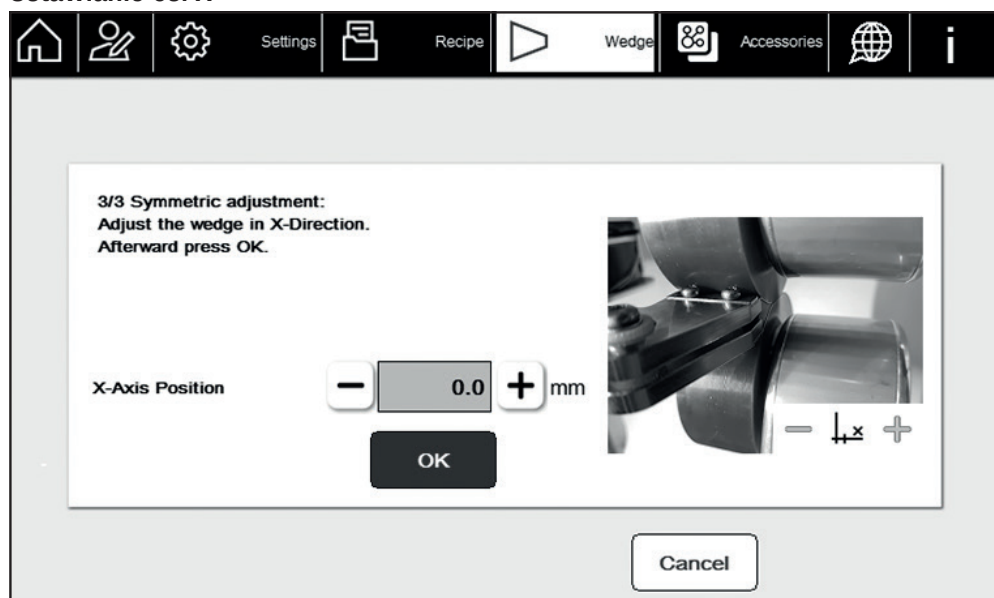 Settings
Recipe
Wedge
Accessories
i
3/3 Symmetric adjustment:
Adjust the wedge in X-Direction.
Afterward press OK.
X-Axis Position
0.0
mm
x
OK
Cancel